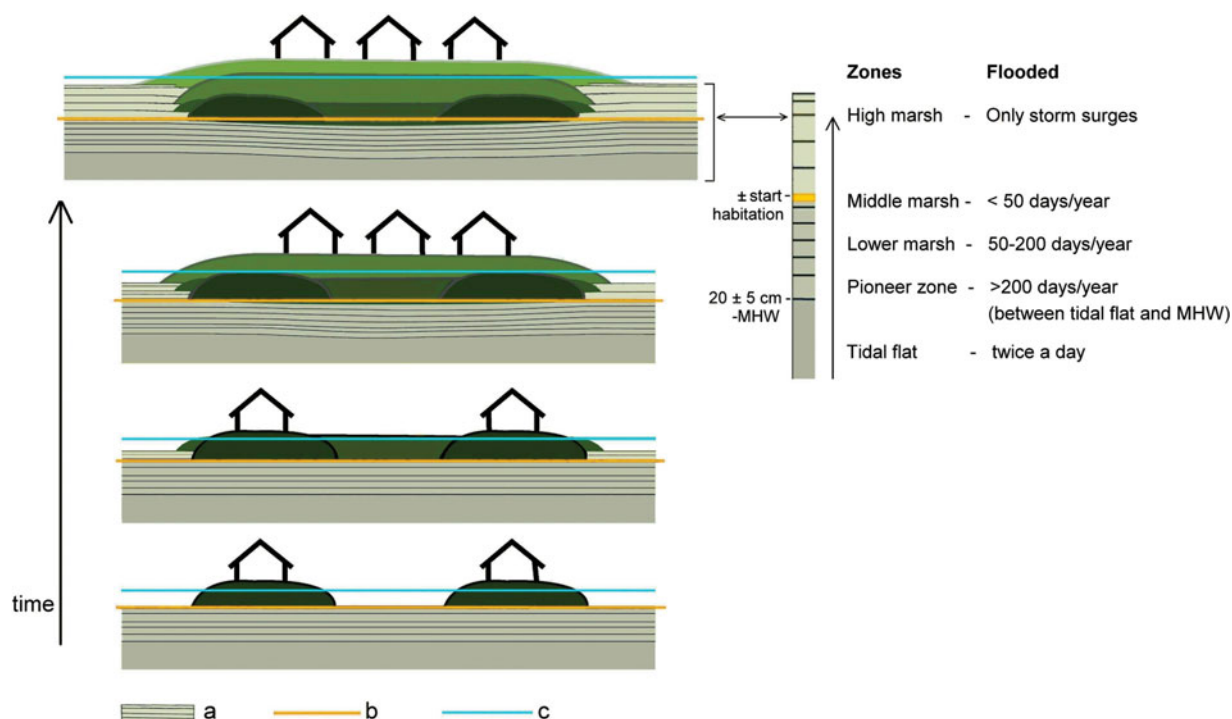 Zones Flooded
High marsh - Only storm surges
± start
habitation
Middle marsh - < 50 days/year
Lower marsh - 50-200 days/year
Pioneer zone - >200 days/year
(between tidal flat and MHW)
20 ± 5 cm
-MHW
Tidal flat - twice a day
time
a b c